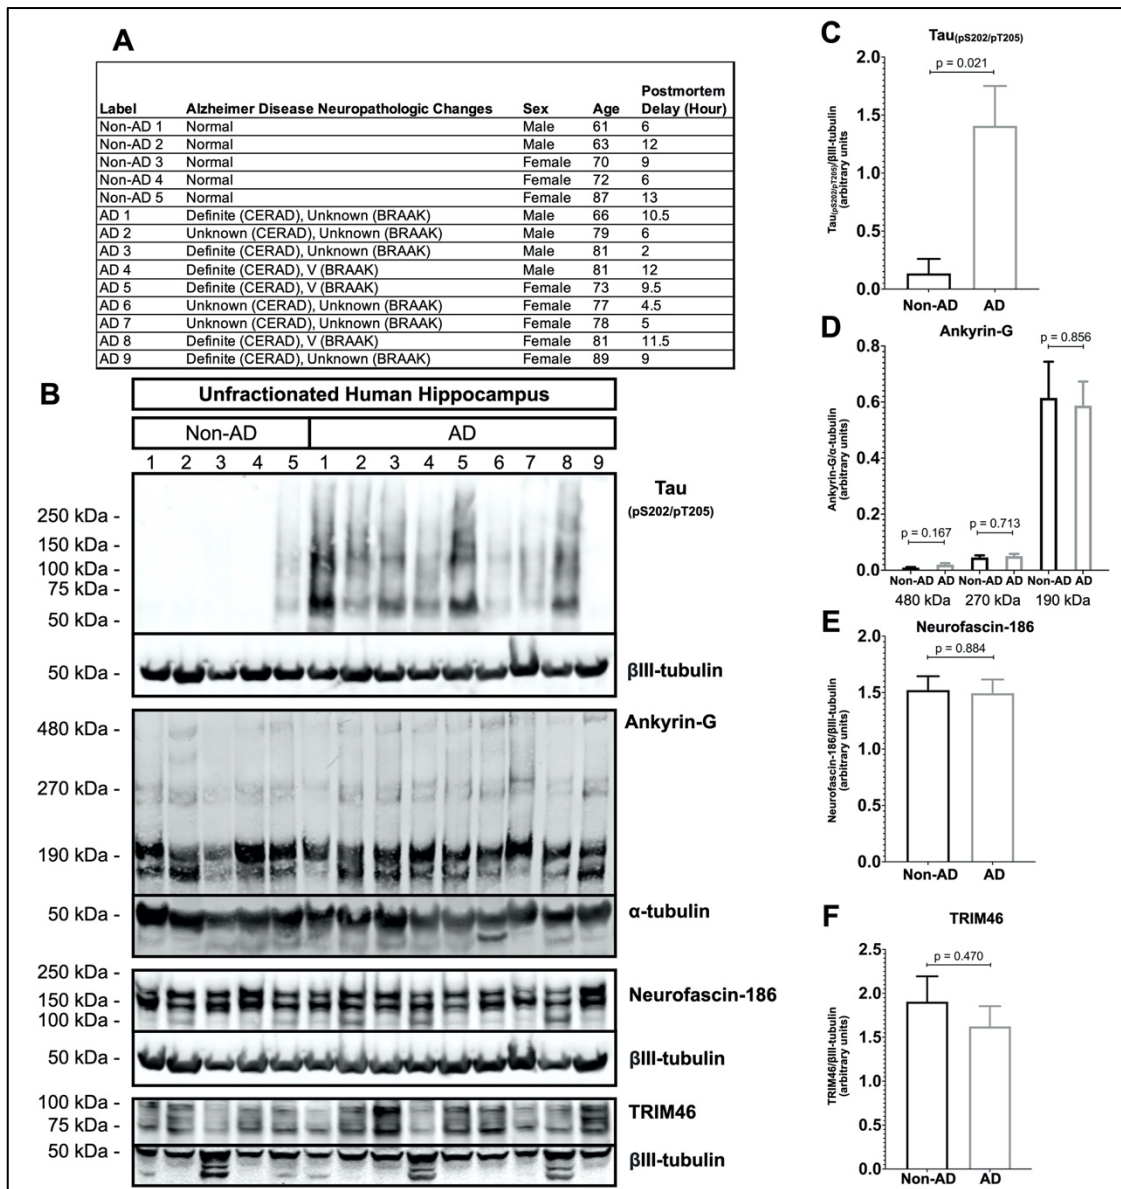 A
Label Alzheimer Disease Neuropathologic Changes Sex Age Postmortem Delay (Hour)
Non-AD 1 Normal Male 61 6
Non-AD 2 Normal Male 63 12
Non-AD 3 Normal Female 70 9
Non-AD 4 Normal Female 72 6
Non-AD 5 Normal Female 87 13
AD 1 Definite (CERAD), Unknown (BRAAK) Male 66 10.5
AD 2 Unknown (CERAD), Unknown (BRAAK) Male 79 6
AD 3 Definite (CERAD), Unknown (BRAAK) Male 81 2
AD 4 Definite (CERAD), V (BRAAK) Male 81 12
AD 5 Definite (CERAD), V (BRAAK) Female 73 9.5
AD 6 Unknown (CERAD), Unknown (BRAAK) Female 77 4.5
AD 7 Unknown (CERAD), Unknown (BRAAK) Female 78 5
AD 8 Definite (CERAD), V (BRAAK) Female 81 11.5
AD 9 Definite (CERAD), Unknown (BRAAK) Female 89 9
B
Unfractionated Human Hippocampus
Non-AD AD
1 2 3 4 5 1 2 3 4 5 6 7 8 9
Tau
(pS202/pT205)
250 kDa -
150 kDa -
100 kDa -
75 kDa -
50 kDa -
50 kDa - βIII-tubulin
Ankyrin-G
480 kDa -
270 kDa -
190 kDa -
50 kDa - α-tubulin
250 kDa -
150 kDa - Neurofascin-186
100 kDa -
50 kDa - βIII-tubulin
100 kDa - TRIM46
75 kDa -
50 kDa - βIII-tubulin
C
Tau(pS202/pT205)
p = 0.021
Tau(pS202/pT205)/βIII-tubulin
(arbitrary units)
2.0
1.5
1.0
0.5
0.0
Non-AD AD
D
Ankyrin-G
p = 0.856
p = 0.713
p = 0.167
Ankyrin-G/α-tubulin
(arbitrary units)
0.8
0.6
0.4
0.2
0.0
Non-AD AD Non-AD AD Non-AD AD
480 kDa 270 kDa 190 kDa
E
Neurofascin-186
p = 0.884
Neurofascin-186/βIII-tubulin
(arbitrary units)
2.0
1.5
1.0
0.5
0.0
Non-AD AD
F
TRIM46
p = 0.470
TRIM46/βIII-tubulin
(arbitrary units)
2.5
2.0
1.5
1.0
0.5
0.0
Non-AD AD